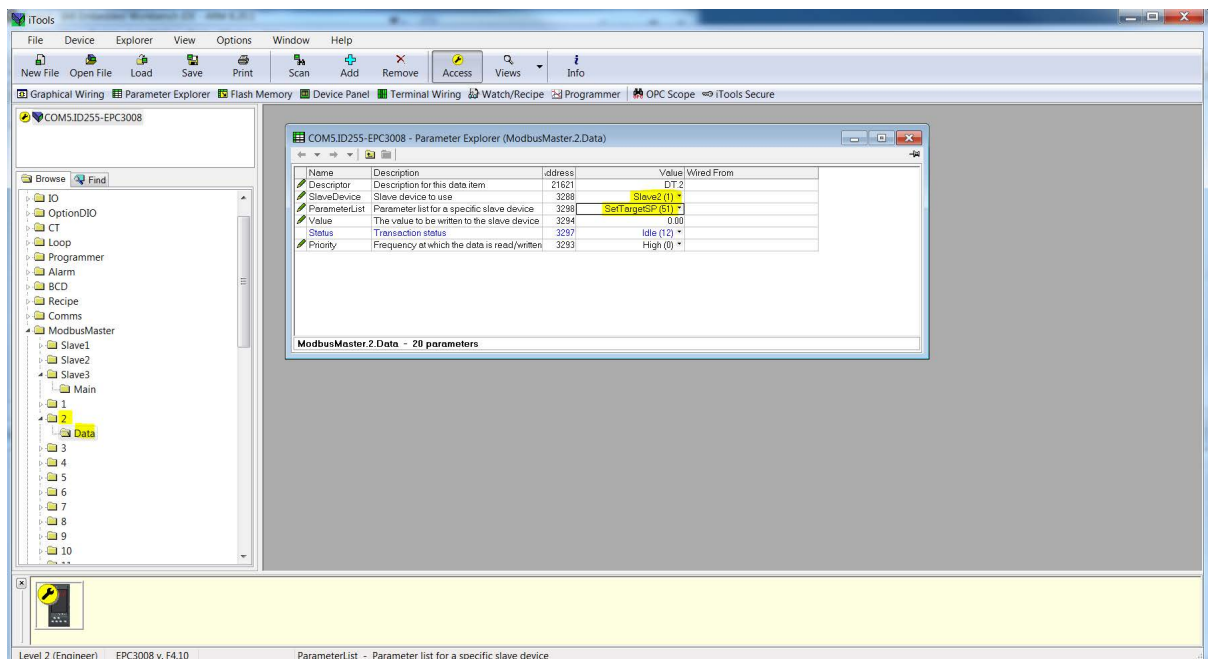 iTools
File Device Explorer View Options Window Help
New File Open File Load Save Print Scan Add Remove Access Views Info
Graphical Wiring Parameter Explorer Flash Memory Device Panel Terminal Wiring Watch/Recipe Programmer OPC Scope iTools Secure
COM5.ID255-EPC3008
Browse Find
IO
OptionDIO
CT
Loop
Programmer
Alarm
BCD
Recipe
Comms
ModbusMaster
Slave1
Slave2
Slave3
Main
1
2
Data
3
4
5
6
7
8
9
10
COM5.ID255-EPC3008 - Parameter Explorer (ModbusMaster.2.Data)
Name Description ddress Value Wired From
Descriptor Description for this data item 21621 DT.2
SlaveDevice Slave device to use 3288 Slave2 (1)
ParameterList Parameter list for a specific slave device 3298 SetTargetSP (51)
Value The value to be written to the slave device 3294 0.00
Status Transaction status 3297 Idle (12)
Priority Frequency at which the data is read/written 3293 High (0)
ModbusMaster.2.Data - 20 parameters
Level 2 (Engineer) EPC3008 v. F4.10 ParameterList - Parameter list for a specific slave device